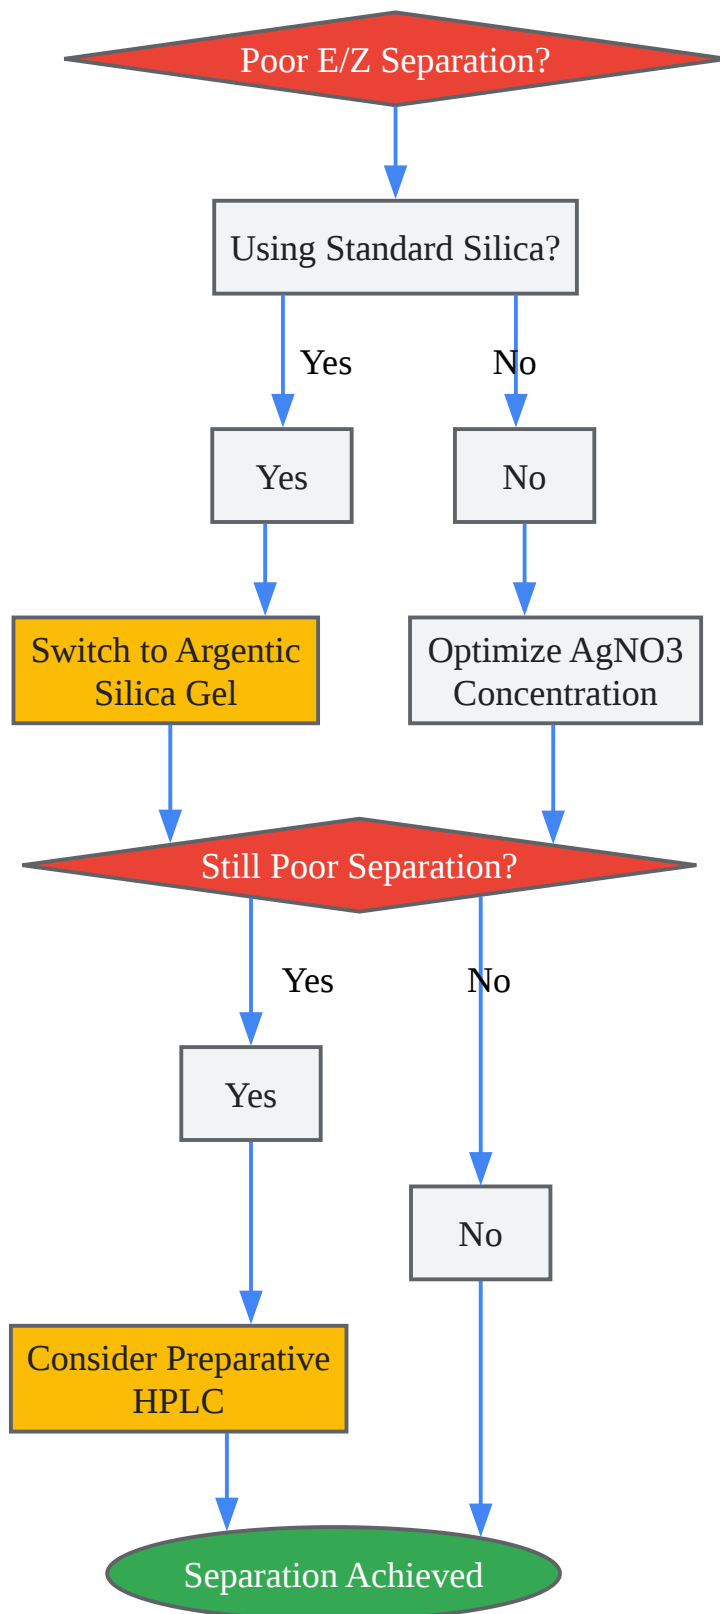 Poor E/Z Separation?
Using Standard Silica?
Yes
No
Yes
No
Switch to Argentic
Silica Gel
Optimize AgNO3
Concentration
Still Poor Separation?
Yes
No
Yes
No
Consider Preparative
HPLC
Separation Achieved